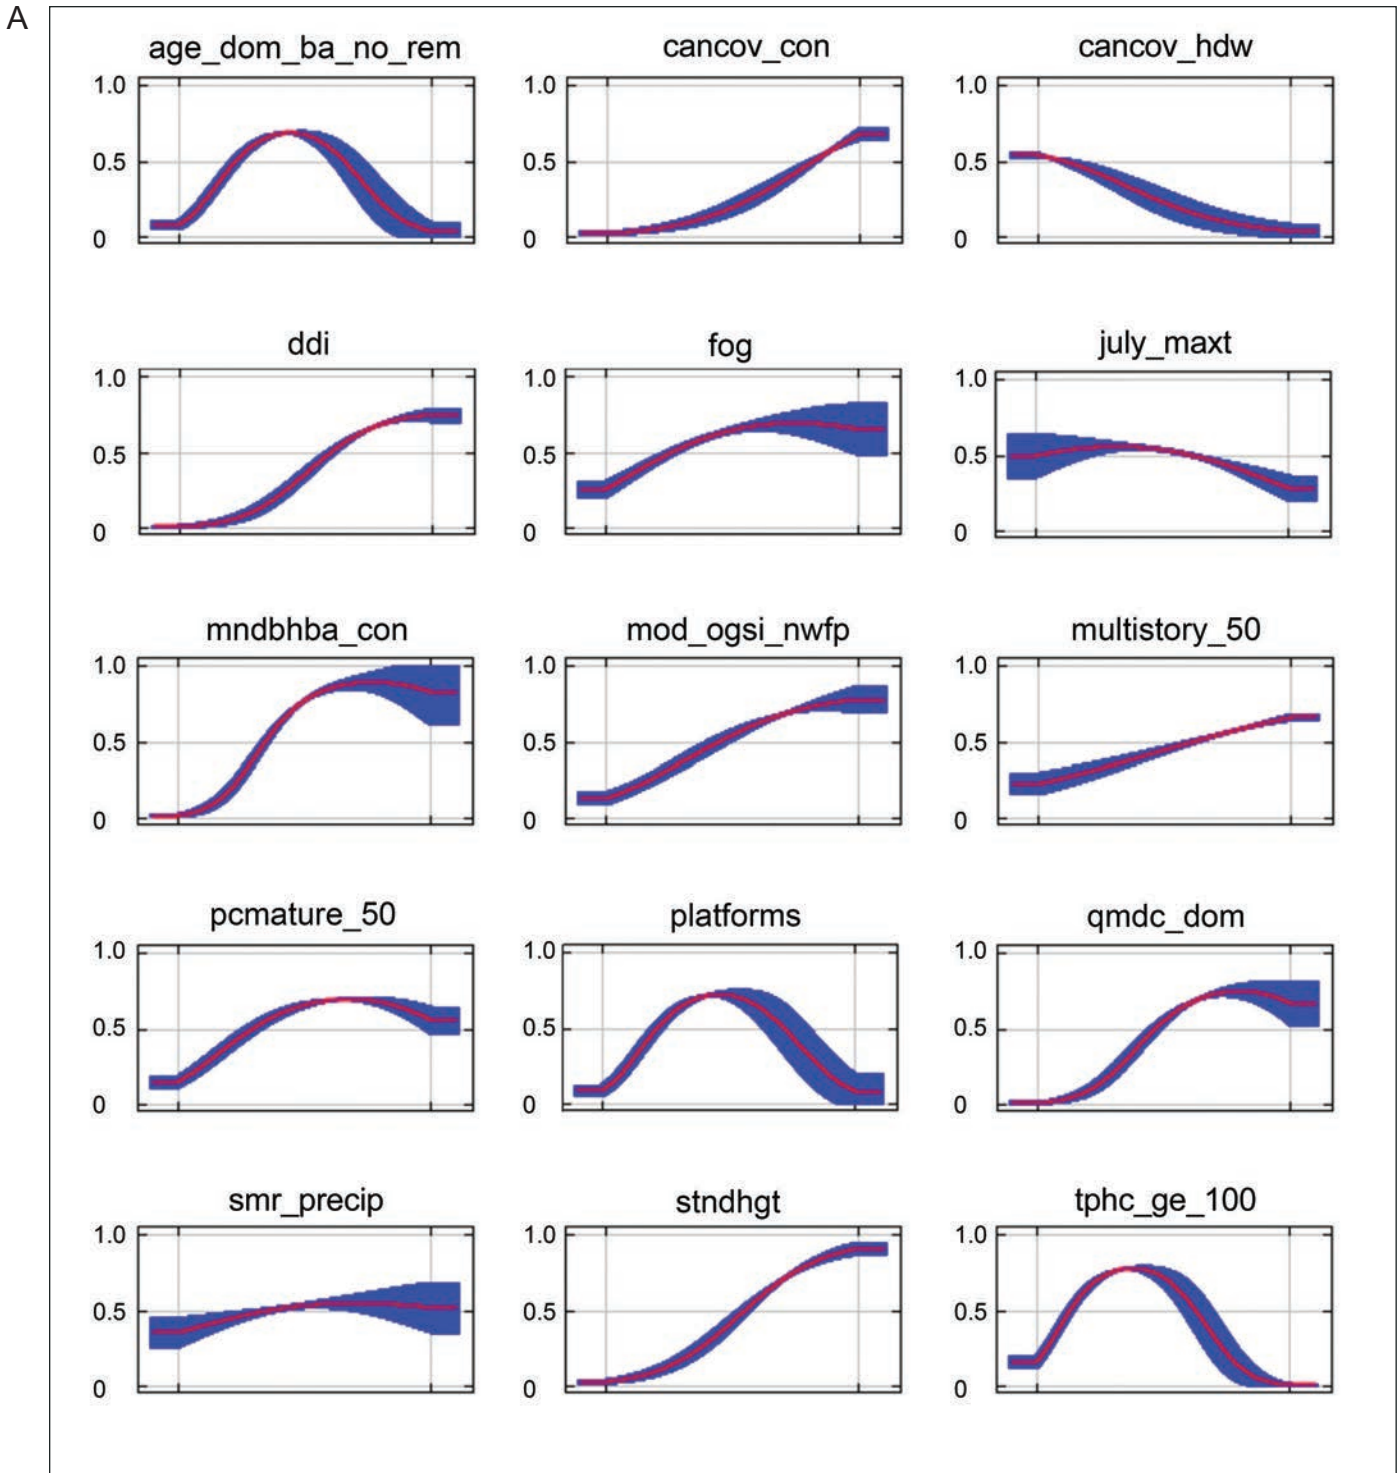 A
age_dom_ba_no_rem cancov_con cancov_hdw
1.0 1.0 1.0
0.5 0.5 0.5
0 0 0
ddi fog july_maxt
1.0 1.0 1.0
0.5 0.5 0.5
0 0 0
mndbhba_con mod_ogsi_nwfp multistory_50
1.0 1.0 1.0
0.5 0.5 0.5
0 0 0
pcmature_50 platforms qmdc_dom
1.0 1.0 1.0
0.5 0.5 0.5
0 0 0
smr_precip stndhgt tphc_ge_100
1.0 1.0 1.0
0.5 0.5 0.5
0 0 0